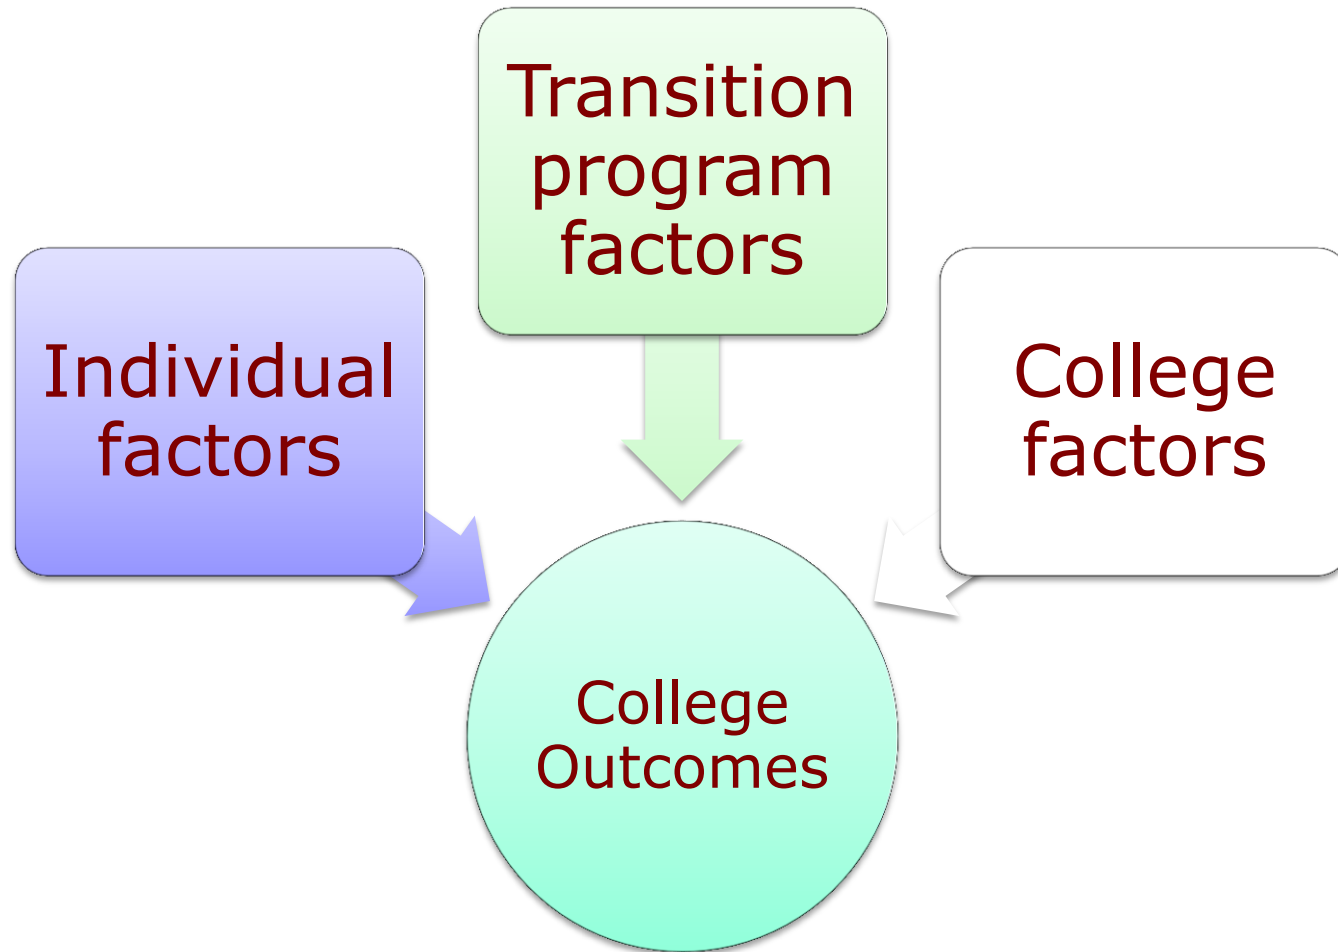 Transition
program
factors
Individual
factors
College
factors
College
Outcomes